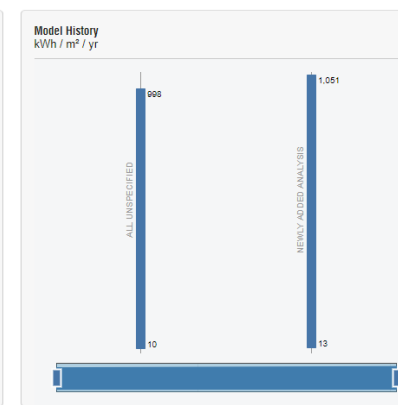 Model History
kWh / m² / yr
998
1,051
ALL UNSPECIFIED
NEWLY ADDED ANALYSIS
10
13